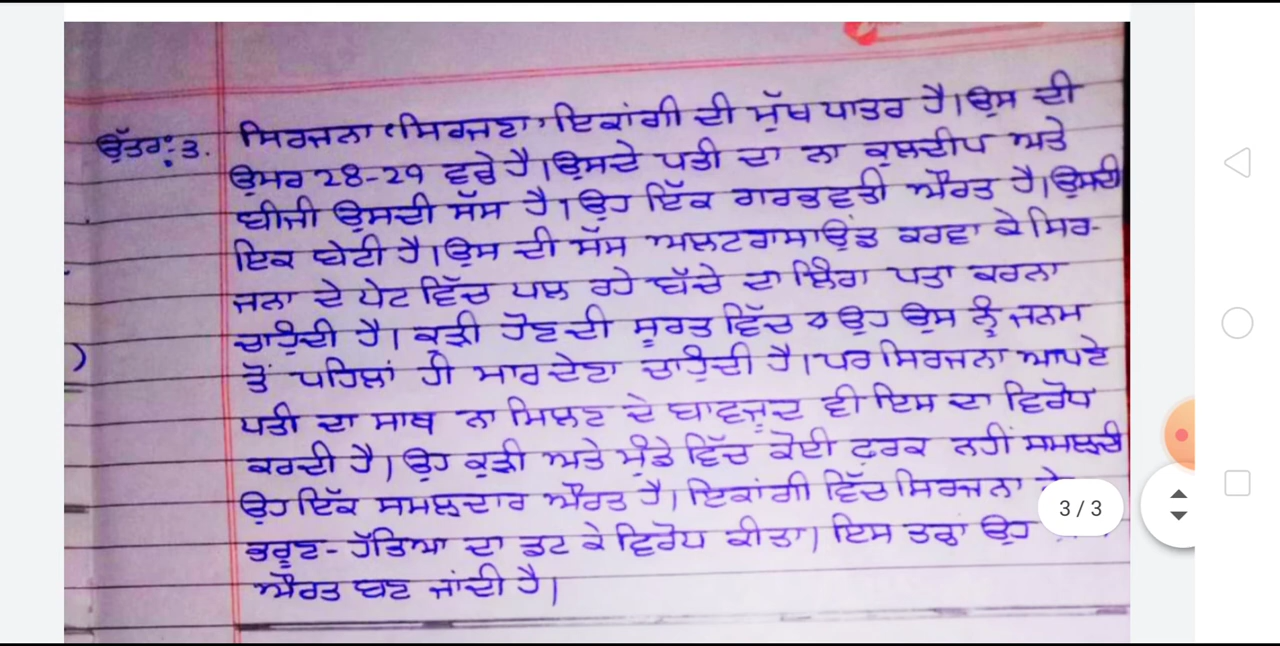 ਉੱਤਰ: 3. ਸਿਰਜਨਾ 'ਸਿਰਜਣਾ' ਇਕਾਂਗੀ ਦੀ ਮੁੱਖ ਪਾਤਰ ਹੈ। ਉਸ ਦੀ
ਉਮਰ 28-29 ਵਰ੍ਹੇ ਹੈ। ਉਸਦੇ ਪਤੀ ਦਾ ਨਾ ਕੁਲਦੀਪ ਅਤੇ
ਬੀਜੀ ਉਸਦੀ ਸੱਸ ਹੈ। ਉਹ ਇੱਕ ਗਰਭਵਤੀ ਔਰਤ ਹੈ। ਉਸਦੀ
ਇਕ ਬੇਟੀ ਹੈ। ਉਸ ਦੀ ਸੱਸ ਅਲਟਰਾਸਾਊਂਡ ਕਰਵਾ ਕੇ ਸਿਰ-
ਜਨਾ ਦੇ ਪੇਟ ਵਿੱਚ ਪਲ ਰਹੇ ਬੱਚੇ ਦਾ ਲਿੰਗ ਪਤਾ ਕਰਨਾ
ਚਾਹੁੰਦੀ ਹੈ। ਕੁੜੀ ਹੋਣ ਦੀ ਸੂਰਤ ਵਿੱਚ ਉਹ ਉਸ ਨੂੰ ਜਨਮ
ਤੋਂ ਪਹਿਲਾਂ ਹੀ ਮਾਰ ਦੇਣਾ ਚਾਹੁੰਦੀ ਹੈ। ਪਰ ਸਿਰਜਨਾ ਆਪਣੇ
ਪਤੀ ਦਾ ਸਾਥ ਨਾ ਮਿਲਣ ਦੇ ਬਾਵਜੂਦ ਵੀ ਇਸ ਦਾ ਵਿਰੋਧ
ਕਰਦੀ ਹੈ। ਉਹ ਕੁੜੀ ਅਤੇ ਮੁੰਡੇ ਵਿੱਚ ਕੋਈ ਫ਼ਰਕ ਨਹੀਂ ਸਮਝਦੀ
ਉਹ ਇੱਕ ਸਮਝਦਾਰ ਔਰਤ ਹੈ। ਇਕਾਂਗੀ ਵਿੱਚ ਸਿਰਜਨਾ
ਭਰੂਣ-ਹੱਤਿਆ ਦਾ ਡਟ ਕੇ ਵਿਰੋਧ ਕੀਤਾ। ਇਸ ਤਰ੍ਹਾਂ ਉਹ
ਔਰਤ ਬਣ ਜਾਂਦੀ ਹੈ।
3/3